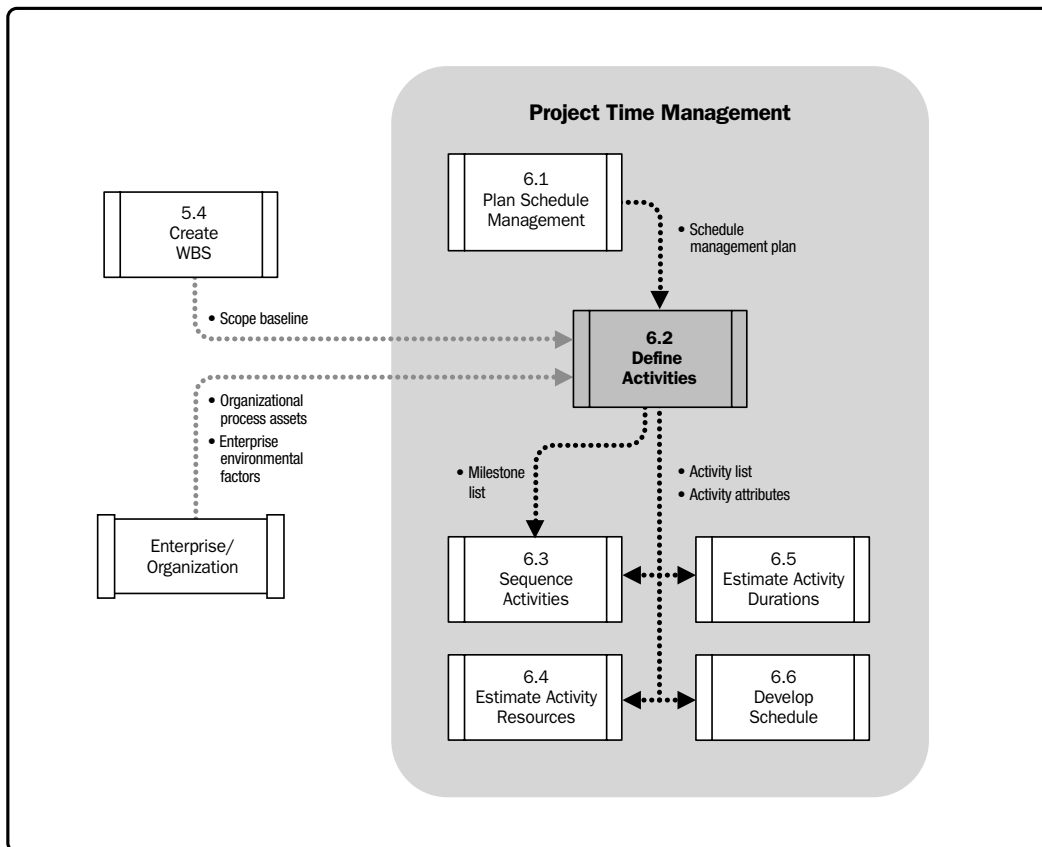 Project Time Management
6.1
Plan Schedule
Management
5.4
Create
WBS
• Schedule
management plan
• Scope baseline
6.2
Define
Activities
• Organizational
process assets
• Enterprise
environmental
factors
• Milestone
list
• Activity list
• Activity attributes
Enterprise/
Organization
6.3
Sequence
Activities
6.5
Estimate Activity
Durations
6.4
Estimate Activity
Resources
6.6
Develop
Schedule